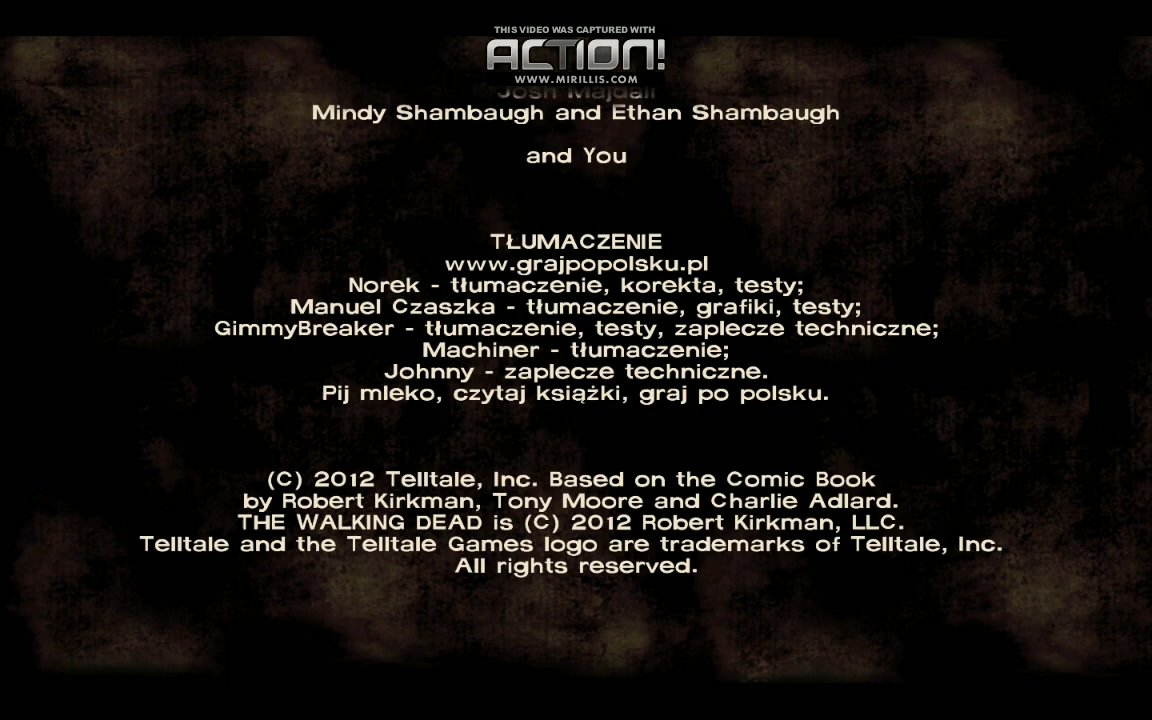 THIS VIDEO WAS CAPTURED WITH
ACTION!
WWW.MIRILLIS.COM
Josh Majdali
Mindy Shambaugh and Ethan Shambaugh
and You
TŁUMACZENIE
www.grajpopolsku.pl
Norek - tłumaczenie, korekta, testy;
Manuel Czaszka - tłumaczenie, grafiki, testy;
GimmyBreaker - tłumaczenie, testy, zaplecze techniczne;
Machiner - tłumaczenie;
Johnny - zaplecze techniczne.
Pij mleko, czytaj książki, graj po polsku.
(C) 2012 Telltale, Inc. Based on the Comic Book
by Robert Kirkman, Tony Moore and Charlie Adlard.
THE WALKING DEAD is (C) 2012 Robert Kirkman, LLC.
Telltale and the Telltale Games logo are trademarks of Telltale, Inc.
All rights reserved.